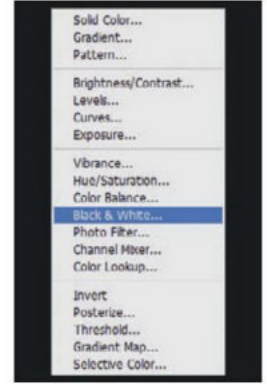 Solid Color...
Gradient...
Pattern...
Brightness/Contrast...
Levels...
Curves...
Exposure...
Vibrance...
Hue/Saturation...
Color Balance...
Black & White...
Photo Filter...
Channel Mixer...
Color Lookup...
Invert
Posterize...
Threshold...
Gradient Map...
Selective Color...